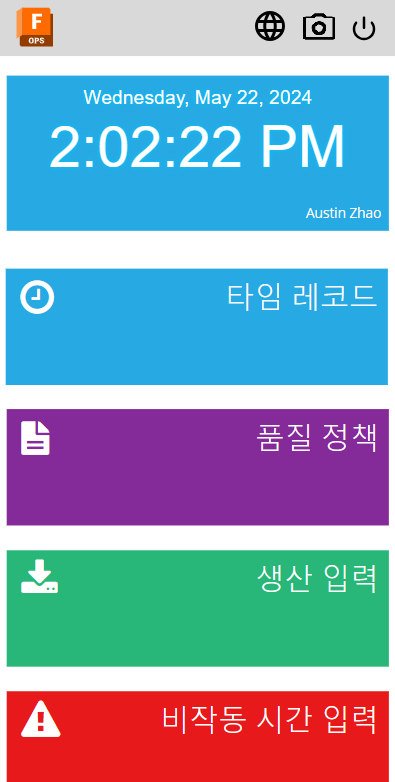 F
OPS
Wednesday, May 22, 2024
2:02:22 PM
Austin Zhao
타임 레코드
품질 정책
생산 입력
비작동 시간 입력